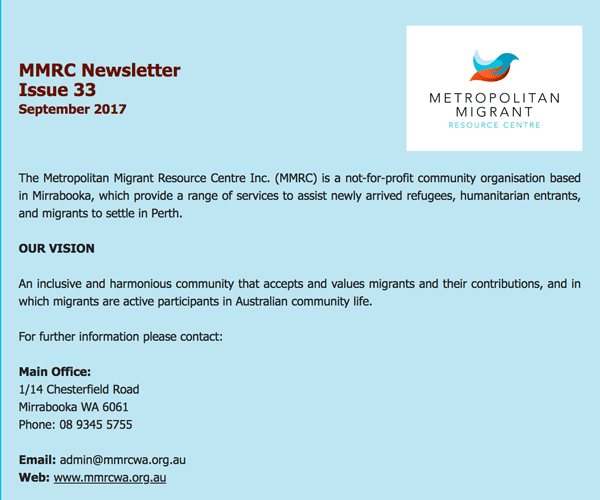 MMRC Newsletter
Issue 33
September 2017
METROPOLITAN
MIGRANT
RESOURCE CENTRE
The Metropolitan Migrant Resource Centre Inc. (MMRC) is a not-for-profit community organisation based
in Mirrabooka, which provide a range of services to assist newly arrived refugees, humanitarian entrants,
and migrants to settle in Perth.
OUR VISION
An inclusive and harmonious community that accepts and values migrants and their contributions, and in
which migrants are active participants in Australian community life.
For further information please contact:
Main Office:
1/14 Chesterfield Road
Mirrabooka WA 6061
Phone: 08 9345 5755
Email: admin@mmrcwa.org.au
Web: www.mmrcwa.org.au